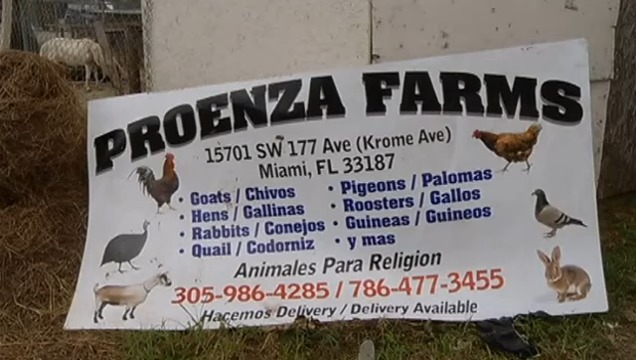 PROENZA FARMS
15701 SW 177 Ave (Krome Ave)
Miami, FL 33187
• Goats / Chivos
• Hens / Gallinas
• Rabbits / Conejos
• Quail / Codorniz
• Pigeons / Palomas
• Roosters / Gallos
• Guineas / Guineos
• y mas
Animales Para Religion
305-986-4285 / 786-477-3455
Hacemos Delivery / Delivery Available